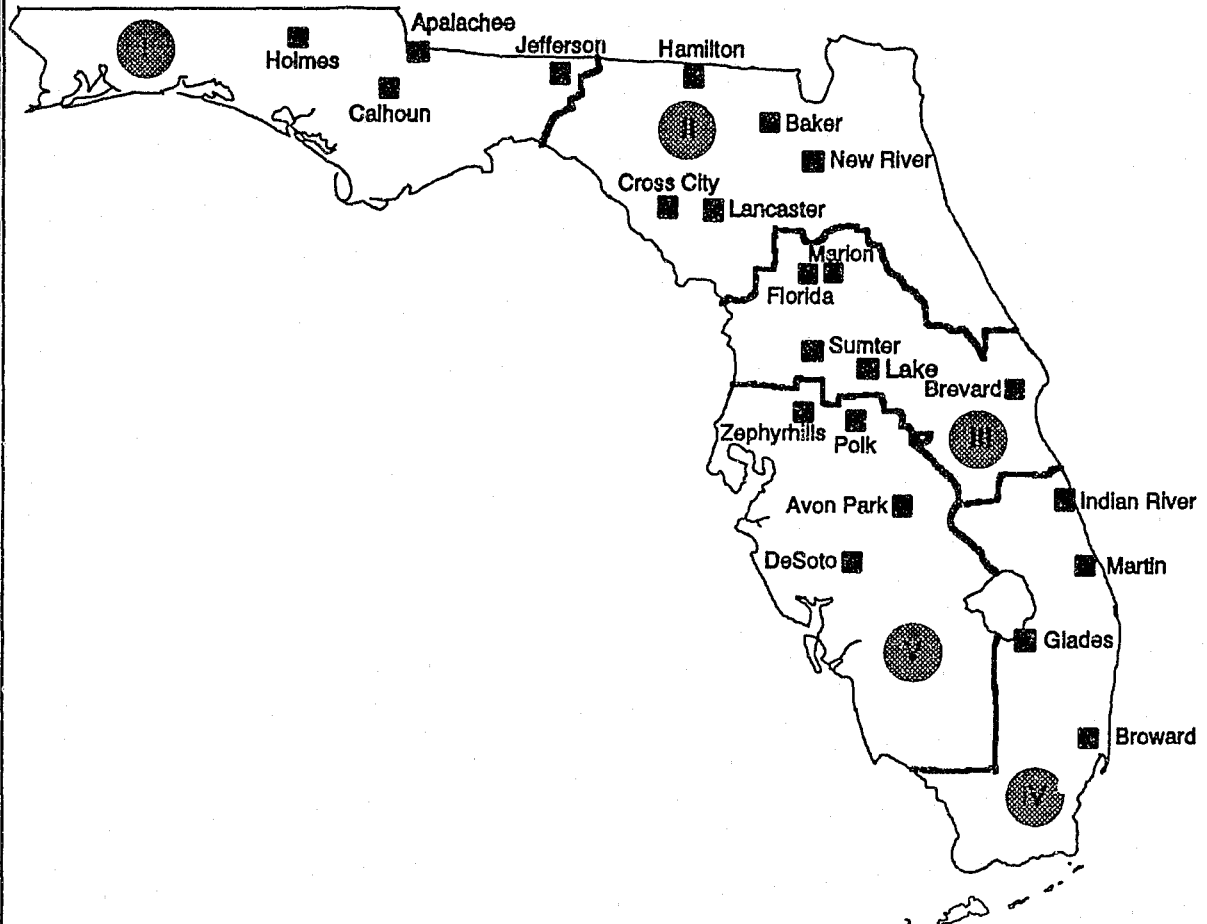 Apalachee
I
Holmes
Jefferson
Hamilton
Calhoun
II
Baker
New River
Cross City
Lancaster
Marion
Florida
Sumter
Lake
Brevard
Zephyrhills
Polk
III
Avon Park
Indian River
DeSoto
Martin
Glades
V
Broward
IV